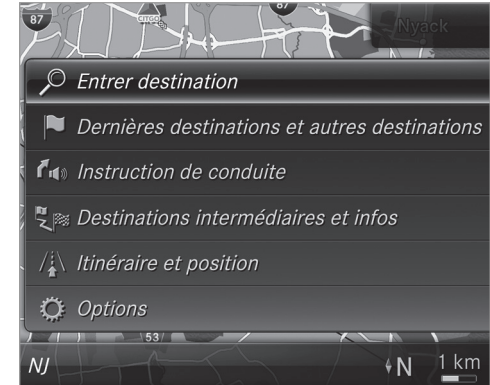 87
CITGO
87
Nyack
Entrer destination
Dernières destinations et autres destinations
Instruction de conduite
Destinations intermédiaires et infos
Itinéraire et position
Options
53
NJ
N
1 km